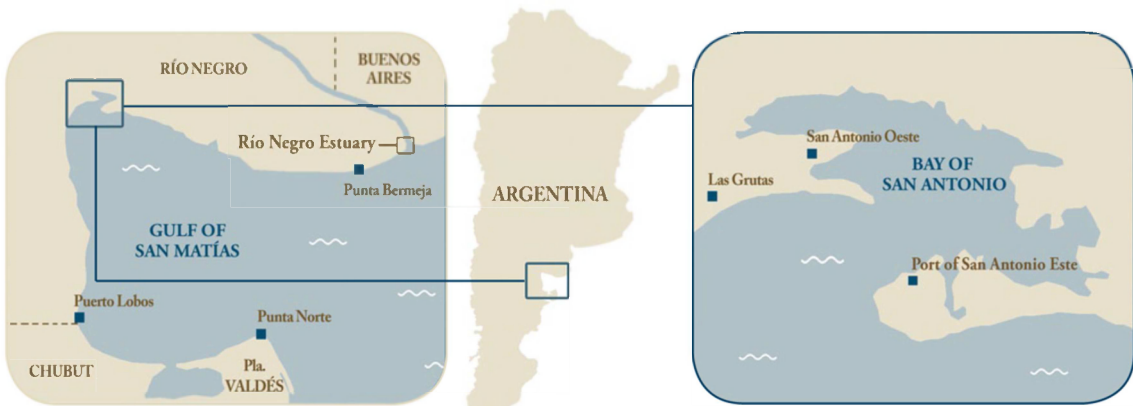 RÍO NEGRO
BUENOS
AIRES
Río Negro Estuary
Punta Bermeja
GULF OF
SAN MATÍAS
Puerto Lobos
Punta Norte
CHUBUT
Pla.
VALDÉS
ARGENTINA
San Antonio Oeste
BAY OF
SAN ANTONIO
Las Grutas
Port of San Antonio Este